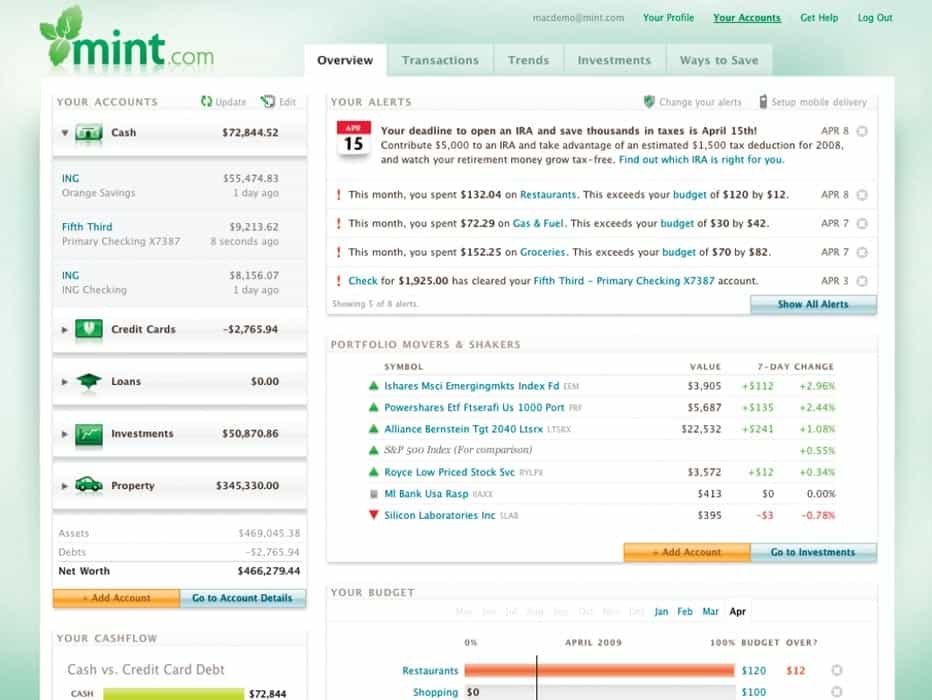 macdemo@mint.com Your Profile Your Accounts Get Help Log Out
mint.com
Overview Transactions Trends Investments Ways to Save
YOUR ACCOUNTS Update Edit
Cash $72,844.52
ING $55,474.83
Orange Savings 1 day ago
Fifth Third $9,213.62
Primary Checking X7387 8 seconds ago
ING $8,156.07
ING Checking 1 day ago
Credit Cards -$2,765.94
Loans $0.00
Investments $50,870.86
Property $345,330.00
Assets $469,045.38
Debts -$2,765.94
Net Worth $466,279.44
+ Add Account Go to Account Details
YOUR CASHFLOW
Cash vs. Credit Card Debt
CASH $72,844
YOUR ALERTS Change your alerts Setup mobile delivery
APR 15
Your deadline to open an IRA and save thousands in taxes is April 15th! APR 8
Contribute $5,000 to an IRA and take advantage of an estimated $1,500 tax deduction for 2008,
and watch your retirement money grow tax-free. Find out which IRA is right for you.
! This month, you spent $132.04 on Restaurants. This exceeds your budget of $120 by $12. APR 8
! This month, you spent $72.29 on Gas & Fuel. This exceeds your budget of $30 by $42. APR 7
! This month, you spent $152.25 on Groceries. This exceeds your budget of $70 by $82. APR 7
! Check for $1,925.00 has cleared your Fifth Third - Primary Checking X7387 account. APR 3
Showing 5 of 8 alerts. Show All Alerts
PORTFOLIO MOVERS & SHAKERS
SYMBOL VALUE 7-DAY CHANGE
Ishares Msci Emergingmkts Index Fd EEM $3,905 +$112 +2.96%
Powershares Etf Ftserafi Us 1000 Port PRF $5,687 +$135 +2.44%
Alliance Bernstein Tgt 2040 Ltsrx LTSRX $22,532 +$241 +1.08%
S&P 500 Index (For comparison) +0.55%
Royce Low Priced Stock Svc RYLPX $3,572 +$12 +0.34%
Ml Bank Usa Rasp $413 $0 0.00%
Silicon Laboratories Inc SLAB $395 -$3 -0.78%
+ Add Account Go to Investments
YOUR BUDGET
May Jun Jul Aug Sep Oct Nov Dec Jan Feb Mar Apr
0% APRIL 2009 100% BUDGET OVER?
Restaurants $120 $12
Shopping $0 $100